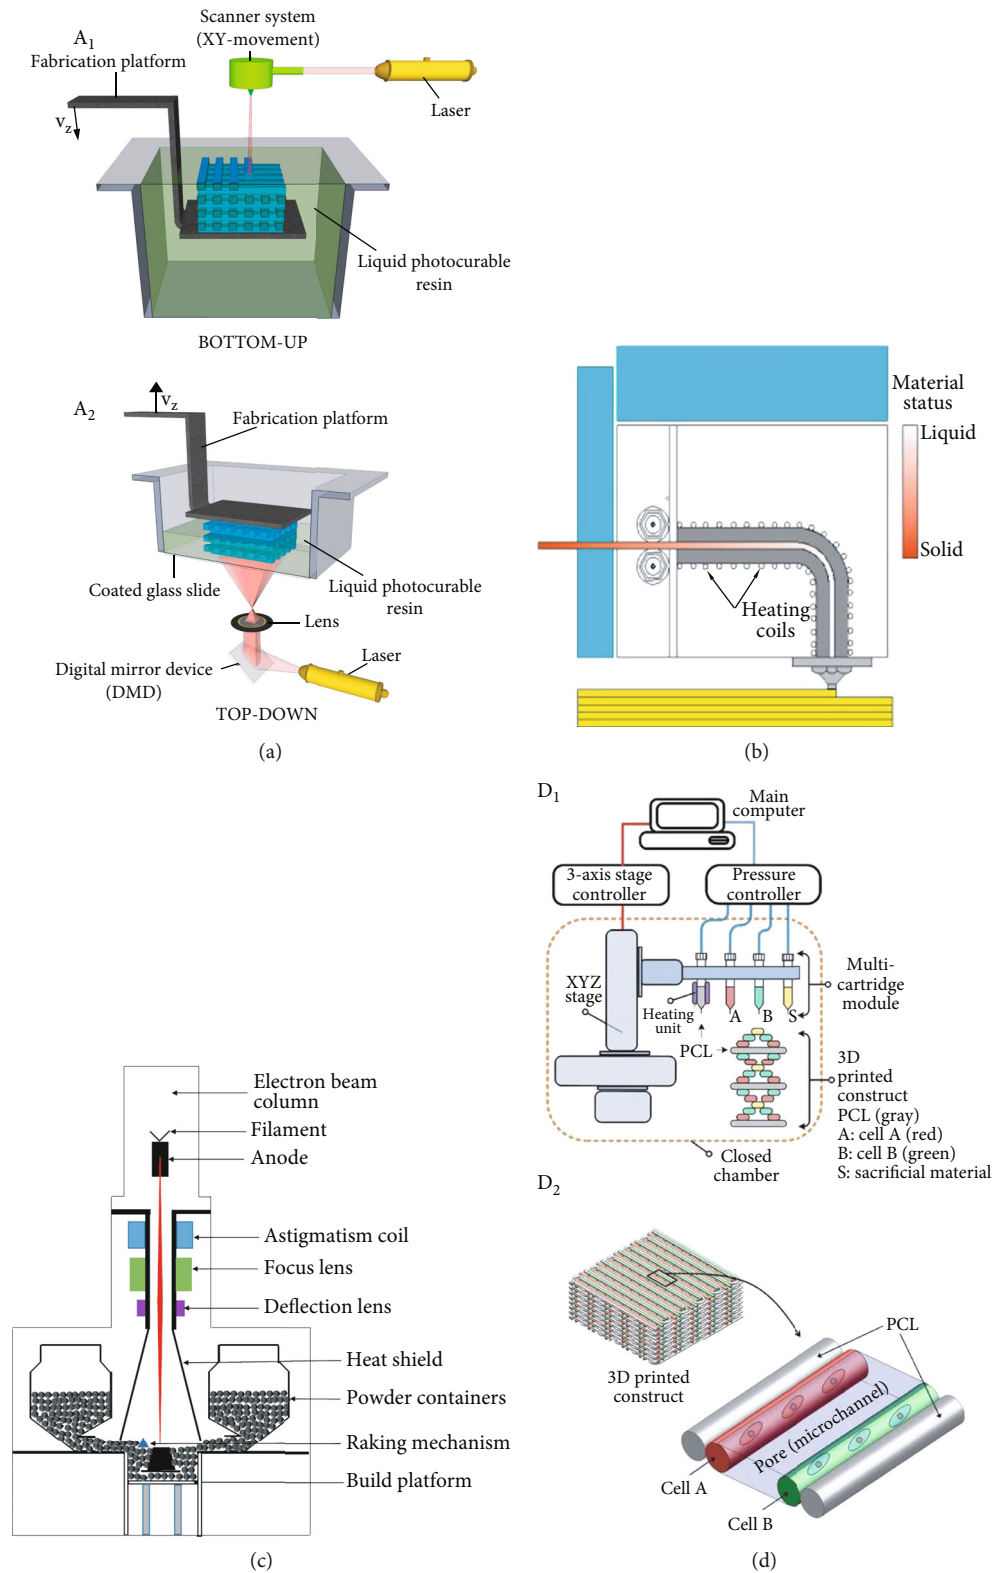 Scanner system
(XY-movement)
A1
Fabrication platform
vz
Laser
Liquid photocurable
resin
BOTTOM-UP
A2
vz
Fabrication platform
Coated glass slide
Liquid photocurable
resin
Lens
Digital mirror device
(DMD)
Laser
TOP-DOWN
(a)
Material
status
Liquid
Solid
Heating
coils
(b)
Electron beam
column
Filament
Anode
Astigmatism coil
Focus lens
Deflection lens
Heat shield
Powder containers
Raking mechanism
Build platform
(c)
D1
Main
computer
3-axis stage
controller
Pressure
controller
XYZ
stage
Heating
unit
A
B
S
Multi-
cartridge
module
PCL
3D
printed
construct
PCL (gray)
A: cell A (red)
B: cell B (green)
S: sacrificial material
Closed
chamber
D2
3D printed
construct
PCL
Pore (microchannel)
Cell A
Cell B
(d)